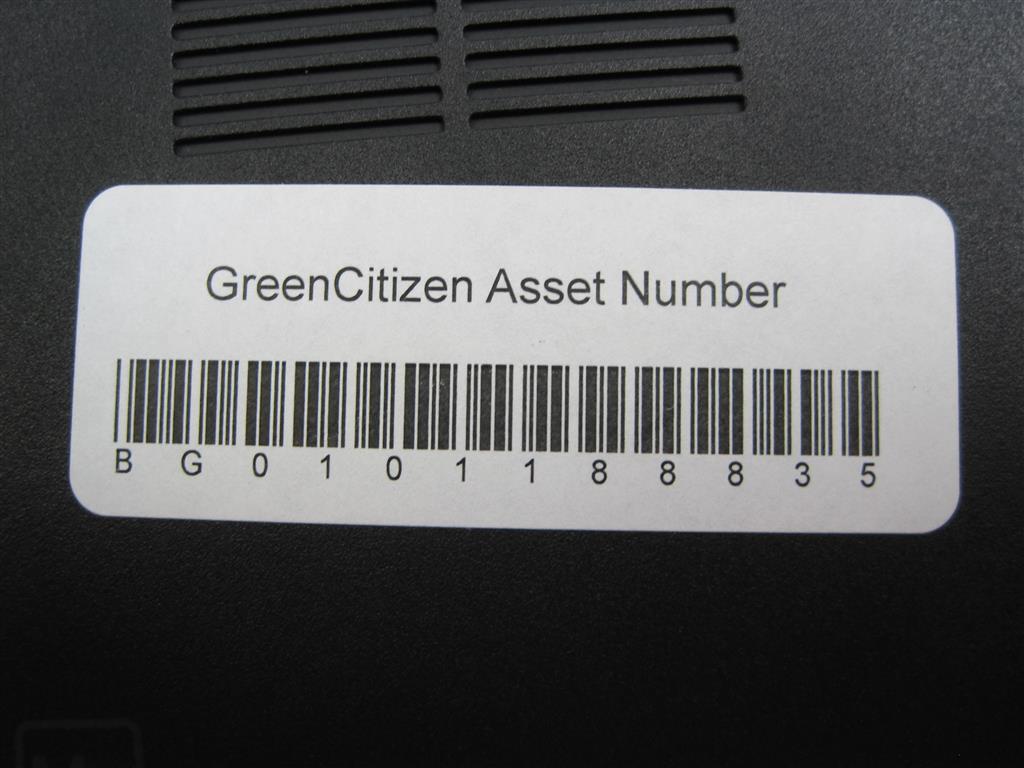 GreenCitizen Asset Number
B G 0 1 0 1 1 8 8 8 3 5